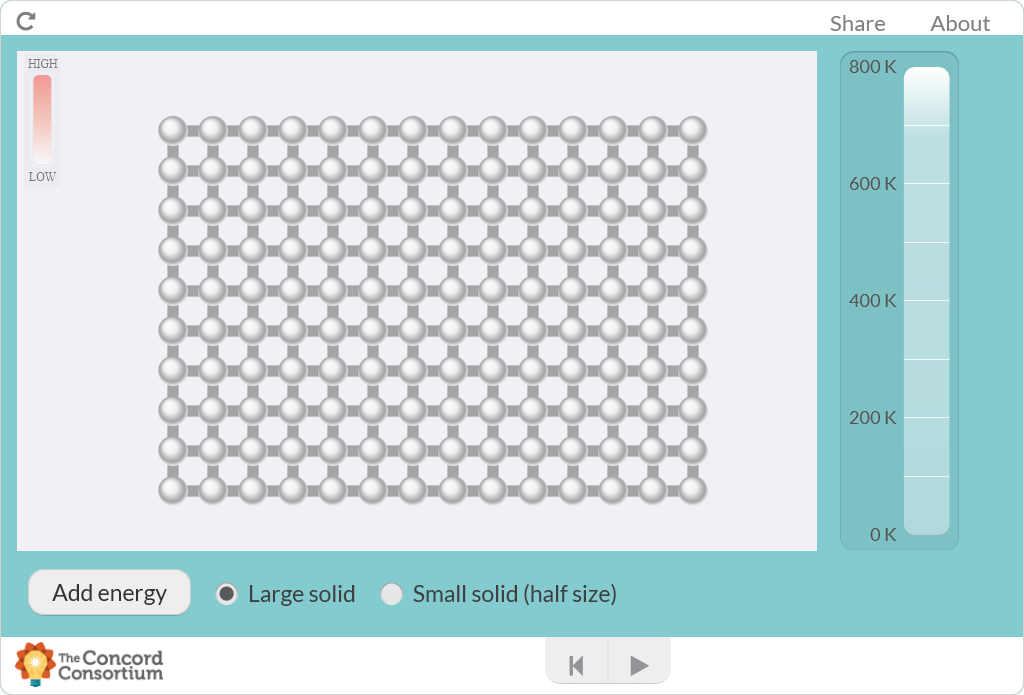 Share About
HIGH
LOW
800 K
600 K
400 K
200 K
0 K
Add energy
Large solid
Small solid (half size)
The Concord
Consortium